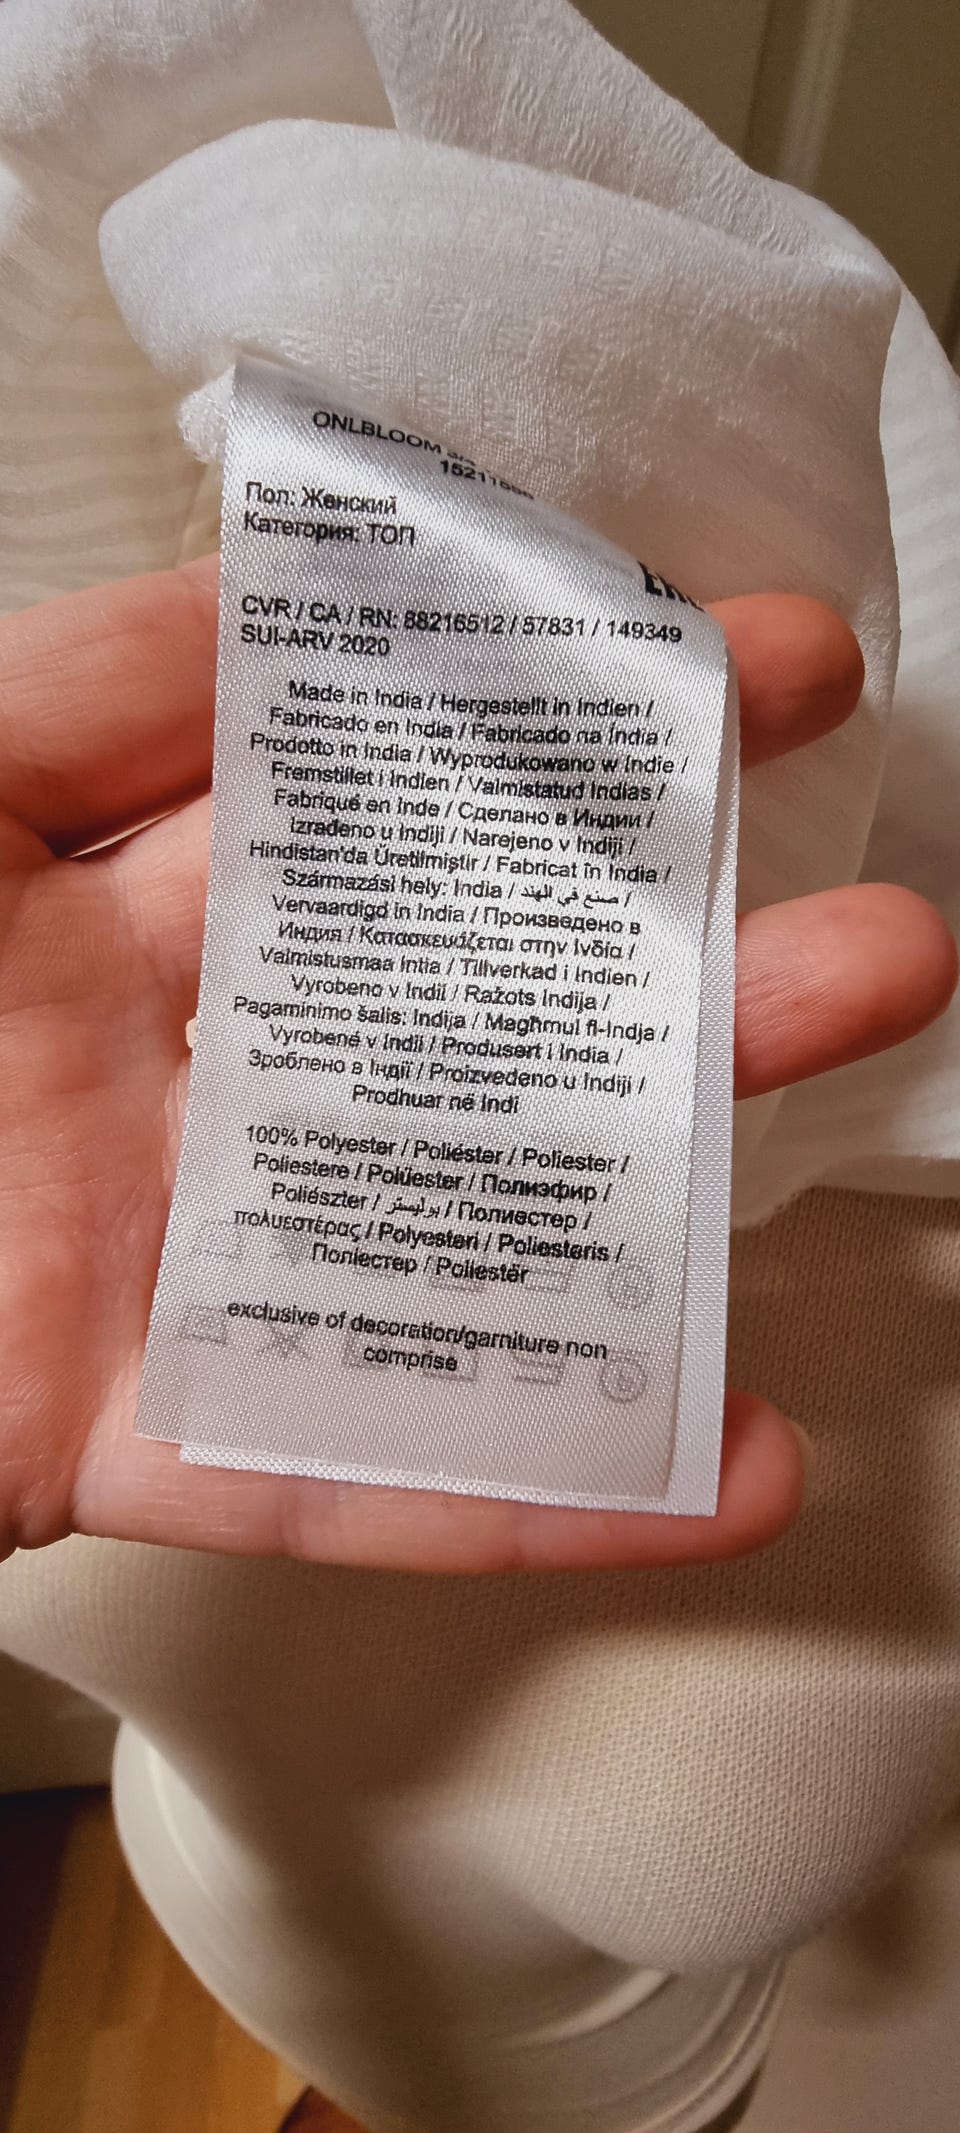 ONLBLOOM
Пол: Женский
Категория: ТОП
CVR / CA / RN: 88216512 / 57831 / 149349
SUI-ARV 2020
Made in India / Hergestellt in Indien /
Fabricado en India / Fabricado na Índia /
Prodotto in India / Wyprodukowano w Indie /
Fremstillet i Indien / Valmistatud Indias /
Fabriqué en Inde / Сделано в Индии /
Izrađeno u Indiji / Narejeno v Indiji /
Hindistan'da Üretilmiştir / Fabricat în India /
Származási hely: India / صنع في الهند /
Vervaardigd in India / Произведено в
Индия / Κατασκευάζεται στην Ινδία /
Valmistusmaa Intia / Tillverkad i Indien /
Vyrobeno v Indii / Ražots Indija /
Pagaminimo šalis: Indija / Magħmul fl-Indja /
Vyrobené v Indii / Produsert i India /
Зроблено в Індії / Proizvedeno u Indiji /
Prodhuar në Indi
100% Polyester / Poliéster / Poliester /
Poliestere / Polüester / Полиэфир /
Poliészter / بوليستر / Полиестер /
πολυεστέρας / Polyesteri / Poliesteris /
Поліестер / Poliestër
exclusive of decoration/garniture non
comprise